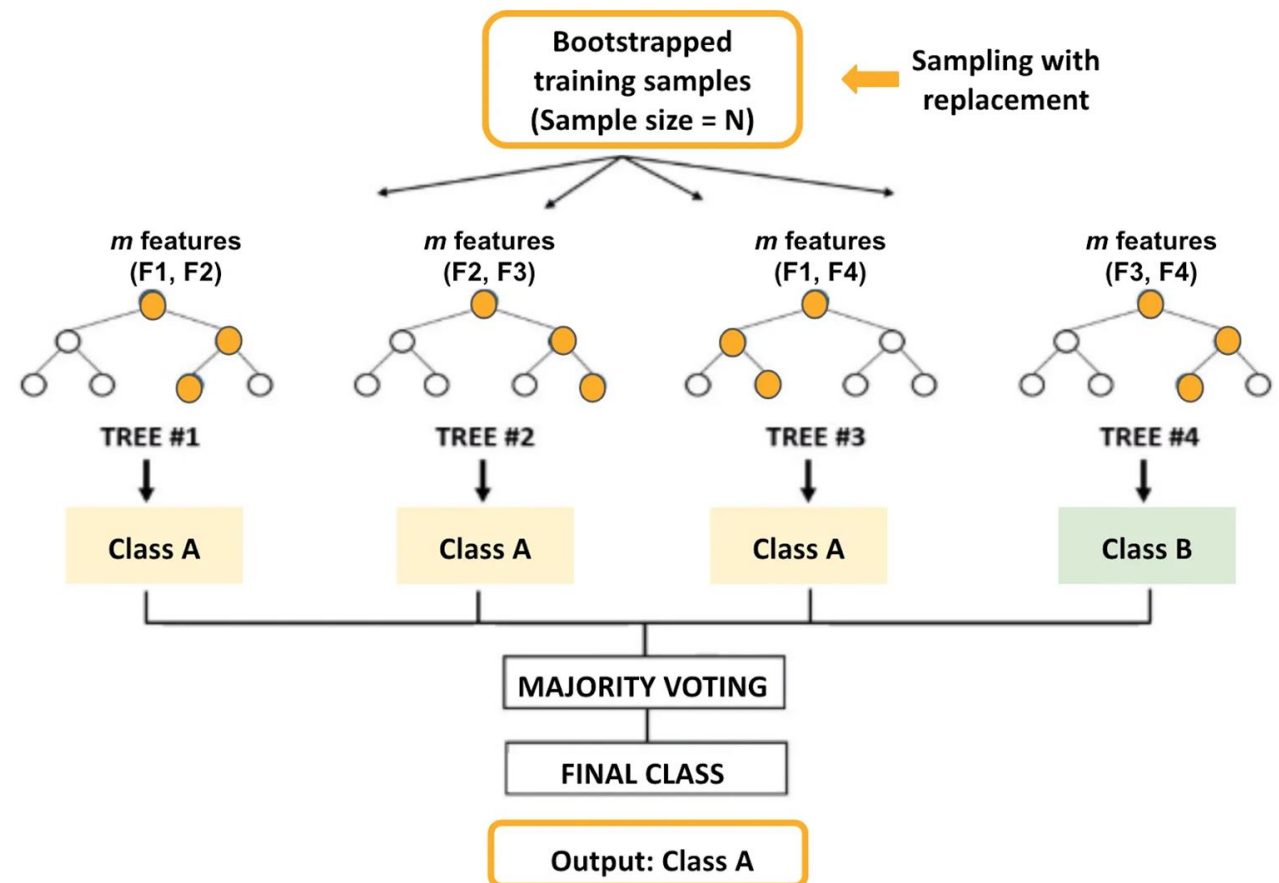 Bootstrapped
training samples
(Sample size = N)
Sampling with
replacement
m features
(F1, F2)
m features
(F2, F3)
m features
(F1, F4)
m features
(F3, F4)
TREE #1
TREE #2
TREE #3
TREE #4
Class A
Class A
Class A
Class B
MAJORITY VOTING
FINAL CLASS
Output: Class A